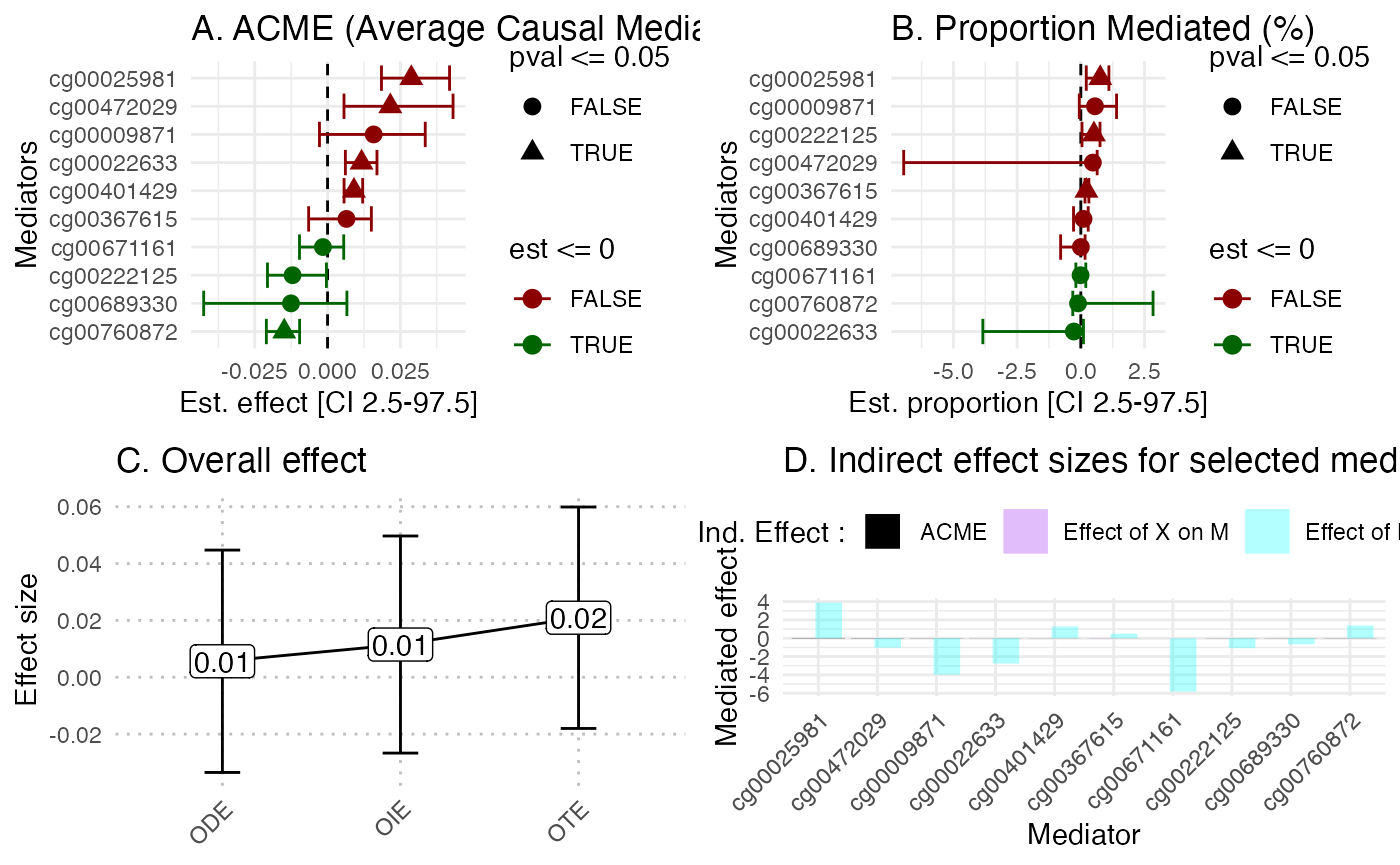 A. ACME (Average Causal Media
pval <= 0.05
FALSE
TRUE
est <= 0
FALSE
TRUE
Mediators
cg00025981
cg00472029
cg00009871
cg00022633
cg00401429
cg00367615
cg00671161
cg00222125
cg00689330
cg00760872
-0.025 0.000 0.025
Est. effect [CI 2.5-97.5]
B. Proportion Mediated (%)
pval <= 0.05
FALSE
TRUE
est <= 0
FALSE
TRUE
Mediators
cg00025981
cg00009871
cg00222125
cg00472029
cg00367615
cg00401429
cg00689330
cg00671161
cg00760872
cg00022633
-5.0 -2.5 0.0 2.5
Est. proportion [CI 2.5-97.5]
C. Overall effect
Effect size
0.06
0.04
0.02
0.00
-0.02
0.01
0.01
0.02
ODE
OIE
OTE
D. Indirect effect sizes for selected med
Ind. Effect : ACME Effect of X on M Effect of
Mediated effect
4
2
0
-2
-4
-6
cg00025981
cg00472029
cg00009871
cg00022633
cg00401429
cg00367615
cg00671161
cg00222125
cg00689330
cg00760872
Mediator